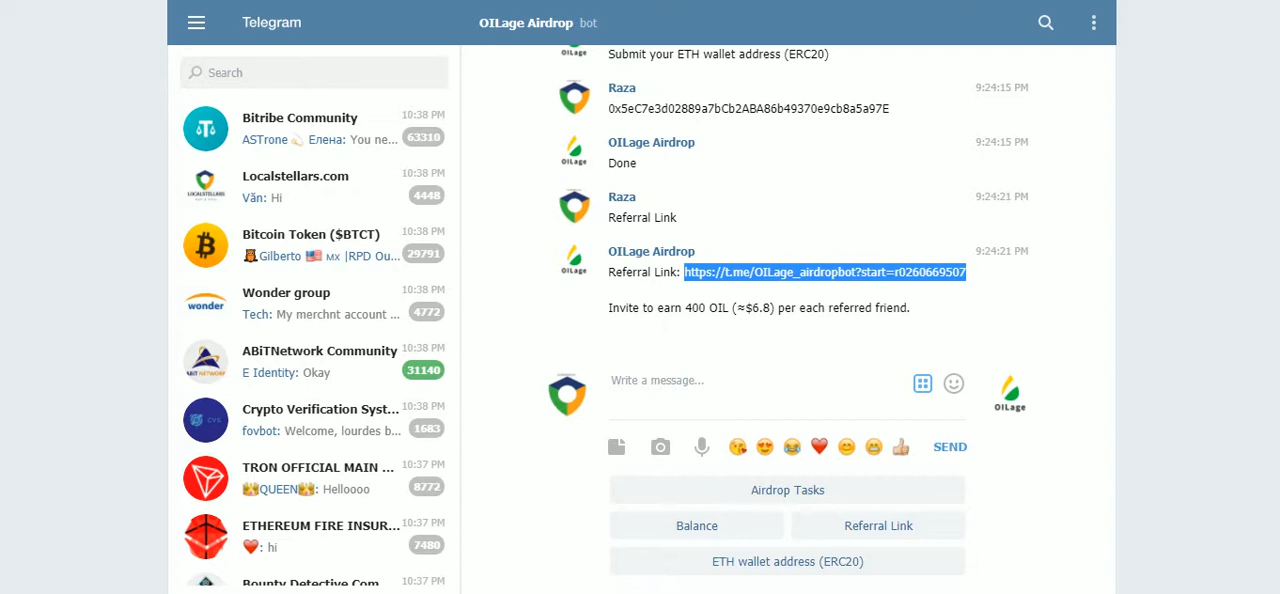 Telegram
OILage Airdrop bot
Search
Bitribe Community 10:38 PM
ASTrone 💫 Елена: You ne... 63310
LOCALSTELLARS
Localstellars.com 10:38 PM
Văn: Hi 4448
Bitcoin Token ($BTCT) 10:38 PM
🐻Gilberto 🇺🇸 ᴍx |RPD Ou... 29791
wonder
Wonder group 10:38 PM
Tech: My merchnt account ... 4772
ABIT NETWORK
ABiTNetwork Community 10:38 PM
E Identity: Okay 31140
CVS
Crypto Verification Syst... 10:38 PM
fovbot: Welcome, lourdes b... 1683
TRON OFFICIAL MAIN ... 10:37 PM
👑QUEEN👑: Helloooo 8772
ETHEREUM FIRE INSUR... 10:37 PM
❤️: hi 7480
Bounty Detective Com 10:37 PM
OILage
Submit your ETH wallet address (ERC20)
Raza 9:24:15 PM
0x5eC7e3d02889a7bCb2ABA86b49370e9cb8a5a97E
OILage
OILage Airdrop 9:24:15 PM
Done
Raza 9:24:21 PM
Referral Link
OILage
OILage Airdrop 9:24:21 PM
Referral Link: https://t.me/OILage_airdropbot?start=r0260669507
Invite to earn 400 OIL (≈$6.8) per each referred friend.
Write a message...
OILage
😘 😍 😂 ❤️ 😊 😁 👍 SEND
Airdrop Tasks
Balance
Referral Link
ETH wallet address (ERC20)